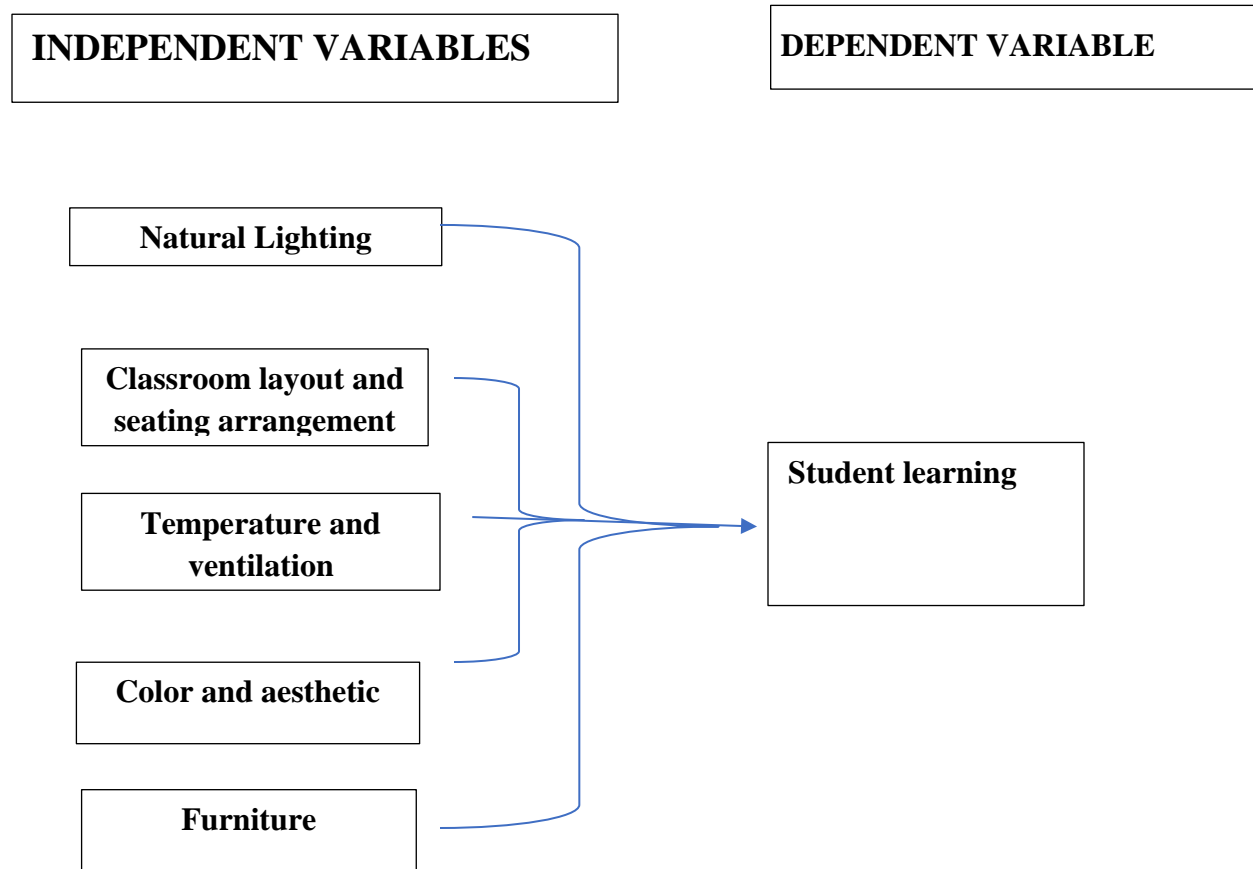 INDEPENDENT VARIABLES
DEPENDENT VARIABLE
Natural Lighting
Classroom layout and
seating arrangement
Temperature and
ventilation
Color and aesthetic
Furniture
Student learning